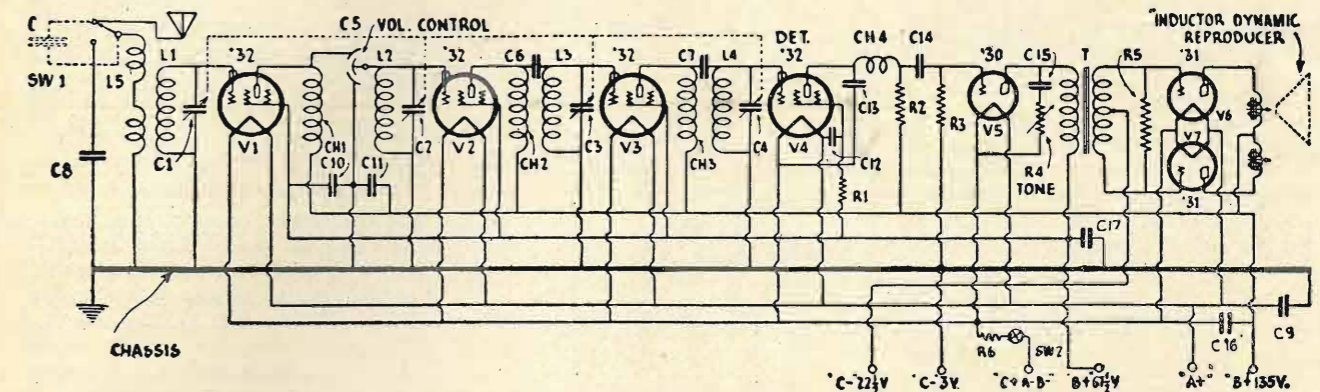 C
C5 VOL. CONTROL
DET.
"INDUCTOR DYNAMIC
REPRODUCER"
SW 1
L5
L1
'32
L2
'32
C6
L3
'32
C7
L4
'32
CH4
C14
'30
C15
T
R5
'31
C8
C1
V1
CH1
C10
C11
C2
V2
CH2
C3
V3
CH3
C4
V4
C13
C12
R1
R2
R3
V5
R4
TONE
V6
V7
'31
C17
CHASSIS
R6
SW2
C16
C9
"C-"22½V
"C-"3V.
"C+A-B-"
"B+"67½V
"A+"
"B+"135V.